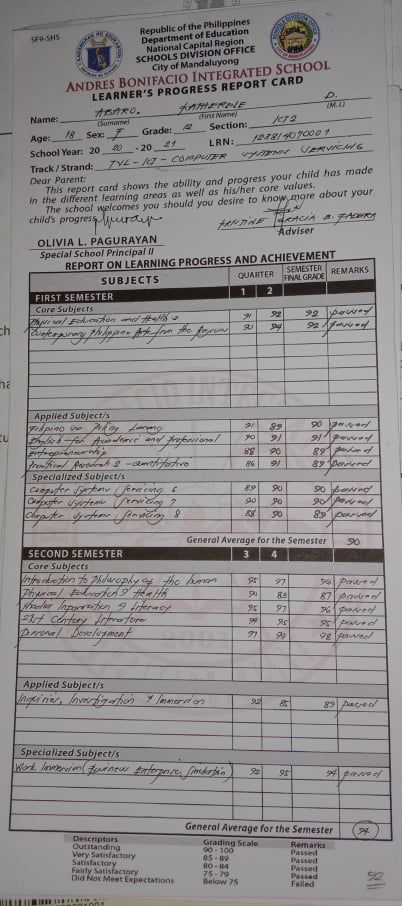 SF9-SHS
Republic of the Philippines
Department of Education
National Capital Region
SCHOOLS DIVISION OFFICE
City of Mandaluyong
ANDRES BONIFACIO INTEGRATED SCHOOL
LEARNER'S PROGRESS REPORT CARD
Name: ABARO, KATHERINE D.
(Surname) (First Name) (M.I.)
Age: 18 Sex: F Grade: 12 Section: ICT 2
School Year: 20 20 - 20 21 LRN:
Track / Strand: TVL - ICT - COMPUTER SYSTEMS SERVICING
Dear Parent:
This report card shows the ability and progress your child has made
in the different learning areas as well as his/her core values.
The school welcomes you should you desire to know more about your
child's progress.
Adviser
OLIVIA L. PAGURAYAN
Special School Principal II
REPORT ON LEARNING PROGRESS AND ACHIEVEMENT
SUBJECTS QUARTER SEMESTER FINAL GRADE REMARKS
FIRST SEMESTER 1 2
Core Subjects
Physical Education and Health 91 92 92 passed
Contemporary Philippine Arts from the Regions 90 94 92 passed
Applied Subject/s
Filipino sa Piling Larang 91 89 90 passed
English for Academic and Professional 90 91 91 passed
Entrepreneurship 88 90 89 passed
Practical Research 2 - Quantitative 86 91 89 passed
Specialized Subject/s
Computer Systems Servicing 6 89 90 90 passed
Computer Systems Servicing 7 90 90 90 passed
Computer Systems Servicing 8 88 90 89 passed
General Average for the Semester 90
SECOND SEMESTER 3 4
Core Subjects
Introduction to Philosophy of the human 95 97 96 passed
Physical Education & Health 90 83 87 passed
Media Information & Literacy 95 97 96 passed
21st Century Literature 94 95 95 passed
Personal Development 97 99 98 passed
Applied Subject/s
Inquiries, Investigation & Immersion 92 85 89 passed
Specialized Subject/s
Work Immersion (Business Enterprise Simulation) 92 95 94 passed
General Average for the Semester 94
Descriptors Grading Scale Remarks
Outstanding 90 - 100 Passed
Very Satisfactory 85 - 89 Passed
Satisfactory 80 - 84 Passed
Fairly Satisfactory 75 - 79 Passed
Did Not Meet Expectations Below 75 Failed
92